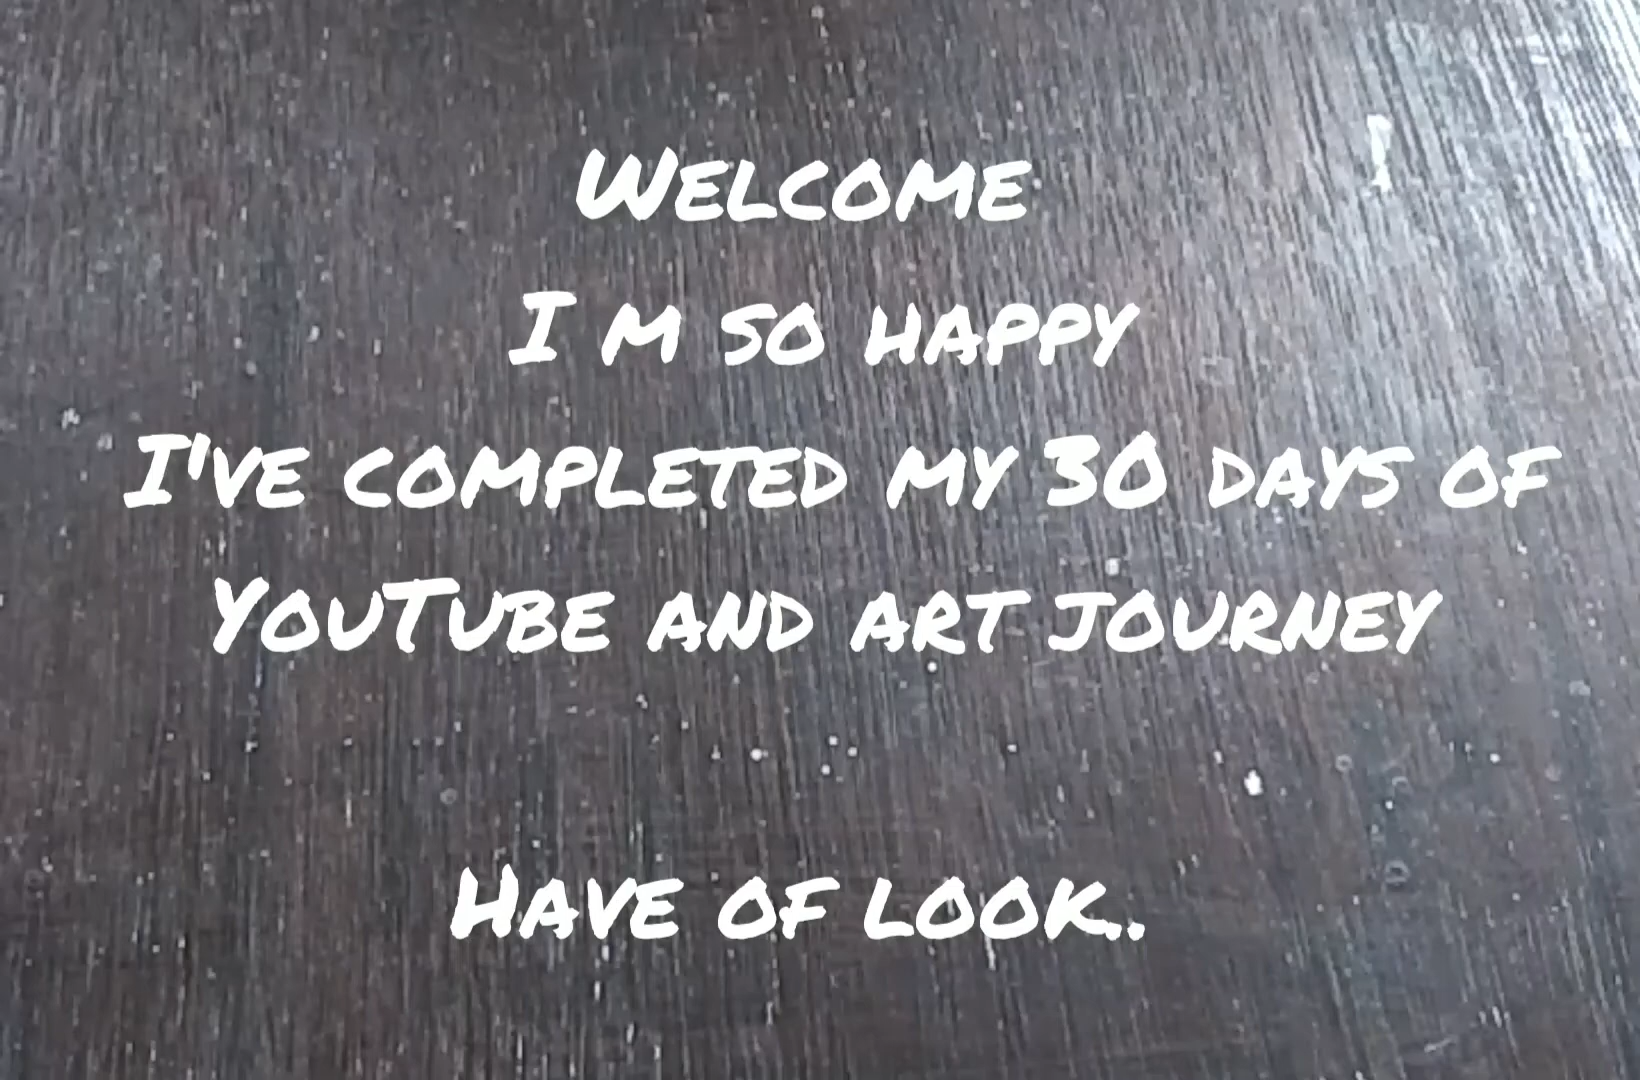 Welcome
I m so happy
I've completed my 30 days of
YouTube and art journey
Have of look..